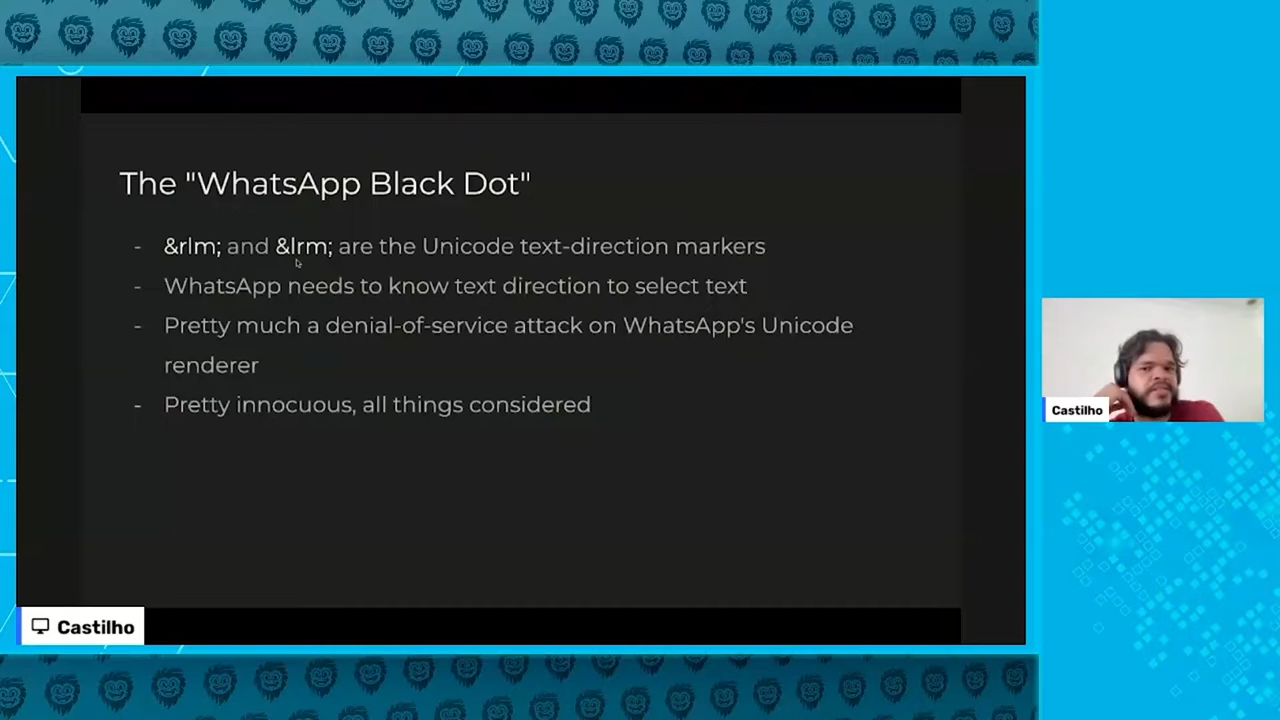 The "WhatsApp Black Dot"
- &rlm; and &lrm; are the Unicode text-direction markers
- WhatsApp needs to know text direction to select text
- Pretty much a denial-of-service attack on WhatsApp's Unicode
renderer
- Pretty innocuous, all things considered
Castilho
Castilho